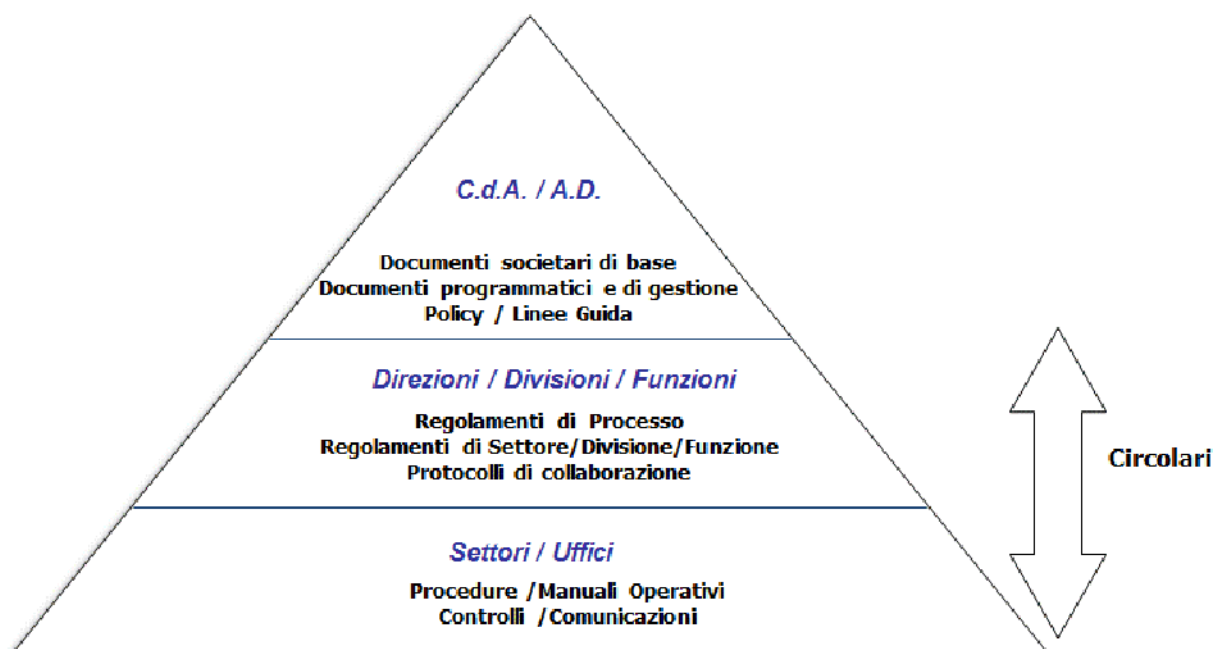 C.d.A. / A.D.
Documenti societari di base
Documenti programmatici e di gestione
Policy / Linee Guida
Direzioni / Divisioni / Funzioni
Regolamenti di Processo
Regolamenti di Settore/Divisione/Funzione
Protocolli di collaborazione
Circolari
Settori / Uffici
Procedure /Manuali Operativi
Controlli /Comunicazioni